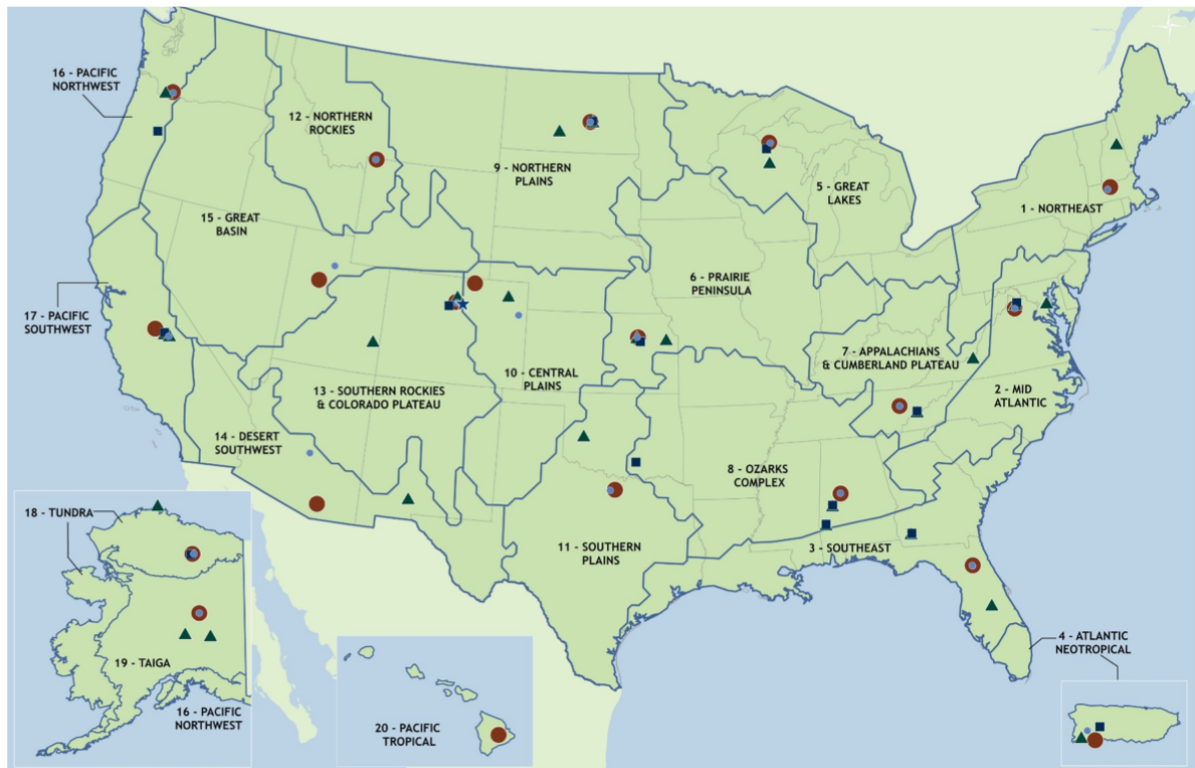 16 - PACIFIC
NORTHWEST
12 - NORTHERN
ROCKIES
9 - NORTHERN
PLAINS
5 - GREAT
LAKES
1 - NORTHEAST
15 - GREAT
BASIN
6 - PRAIRIE
PENINSULA
17 - PACIFIC
SOUTHWEST
7 - APPALACHIANS
& CUMBERLAND PLATEAU
10 - CENTRAL
PLAINS
13 - SOUTHERN ROCKIES
& COLORADO PLATEAU
2 - MID
ATLANTIC
14 - DESERT
SOUTHWEST
8 - OZARKS
COMPLEX
18 - TUNDRA
11 - SOUTHERN
PLAINS
3 - SOUTHEAST
4 - ATLANTIC
NEOTROPICAL
19 - TAIGA
16 - PACIFIC
NORTHWEST
20 - PACIFIC
TROPICAL